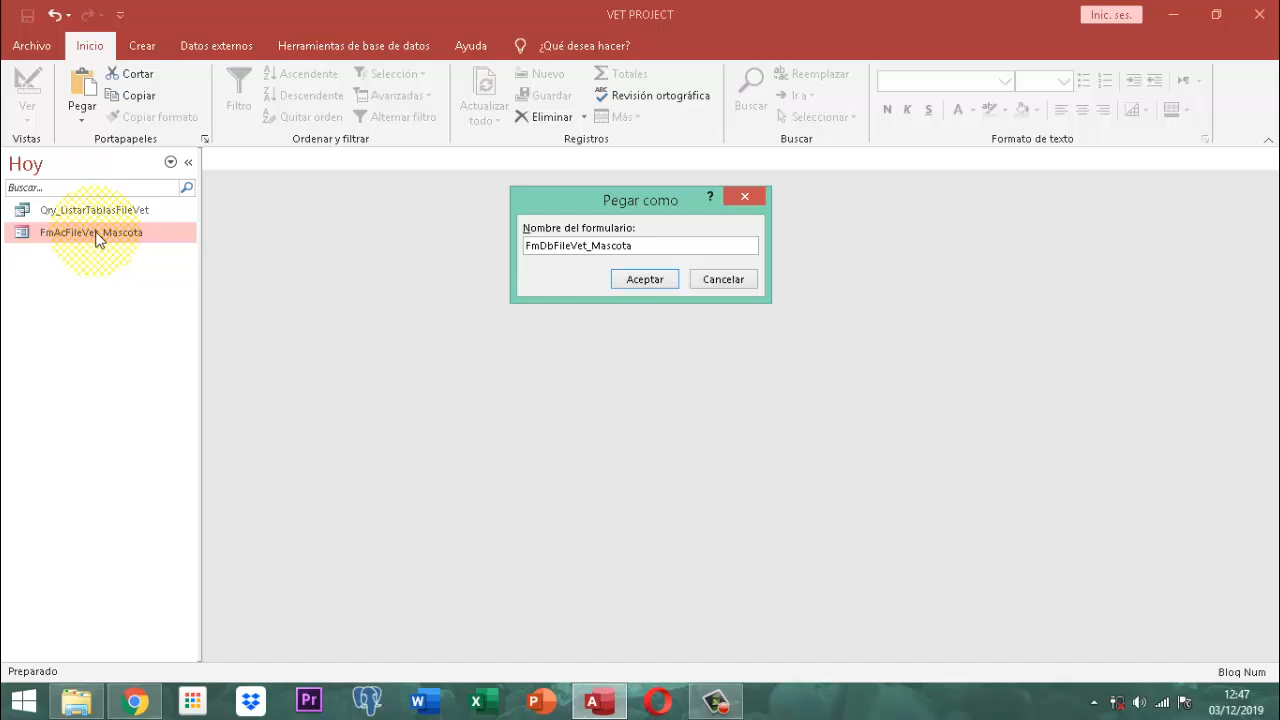 VET PROJECT
Inic. ses.
Archivo
Inicio
Crear
Datos externos
Herramientas de base de datos
Ayuda
¿Qué desea hacer?
Ver
Pegar
Cortar
Copiar
Copiar formato
Filtro
Ascendente
Descendente
Quitar orden
Selección
Avanzadas
Alternar filtro
Actualizar todo
Nuevo
Guardar
Eliminar
Totales
Revisión ortográfica
Más
Buscar
Reemplazar
Ir a
Seleccionar
N K S
A
Vistas
Portapapeles
Ordenar y filtrar
Registros
Buscar
Formato de texto
Hoy
Buscar...
Qry_ListarTablasFileVet
FmAcFileVet_Mascota
Pegar como
?
Nombre del formulario:
FmDbFileVet_Mascota
Aceptar
Cancelar
Preparado
Bloq Num
12:47
03/12/2019